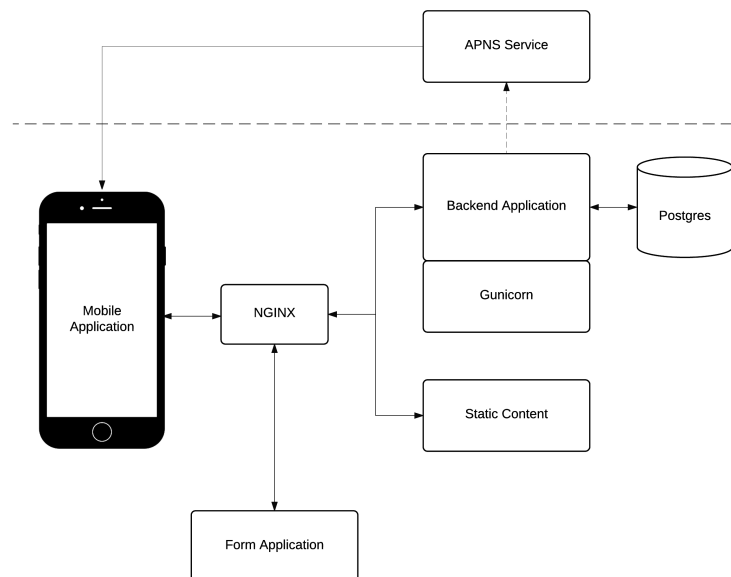 APNS Service
Backend Application
Postgres
Gunicorn
Mobile
Application
NGINX
Static Content
Form Application